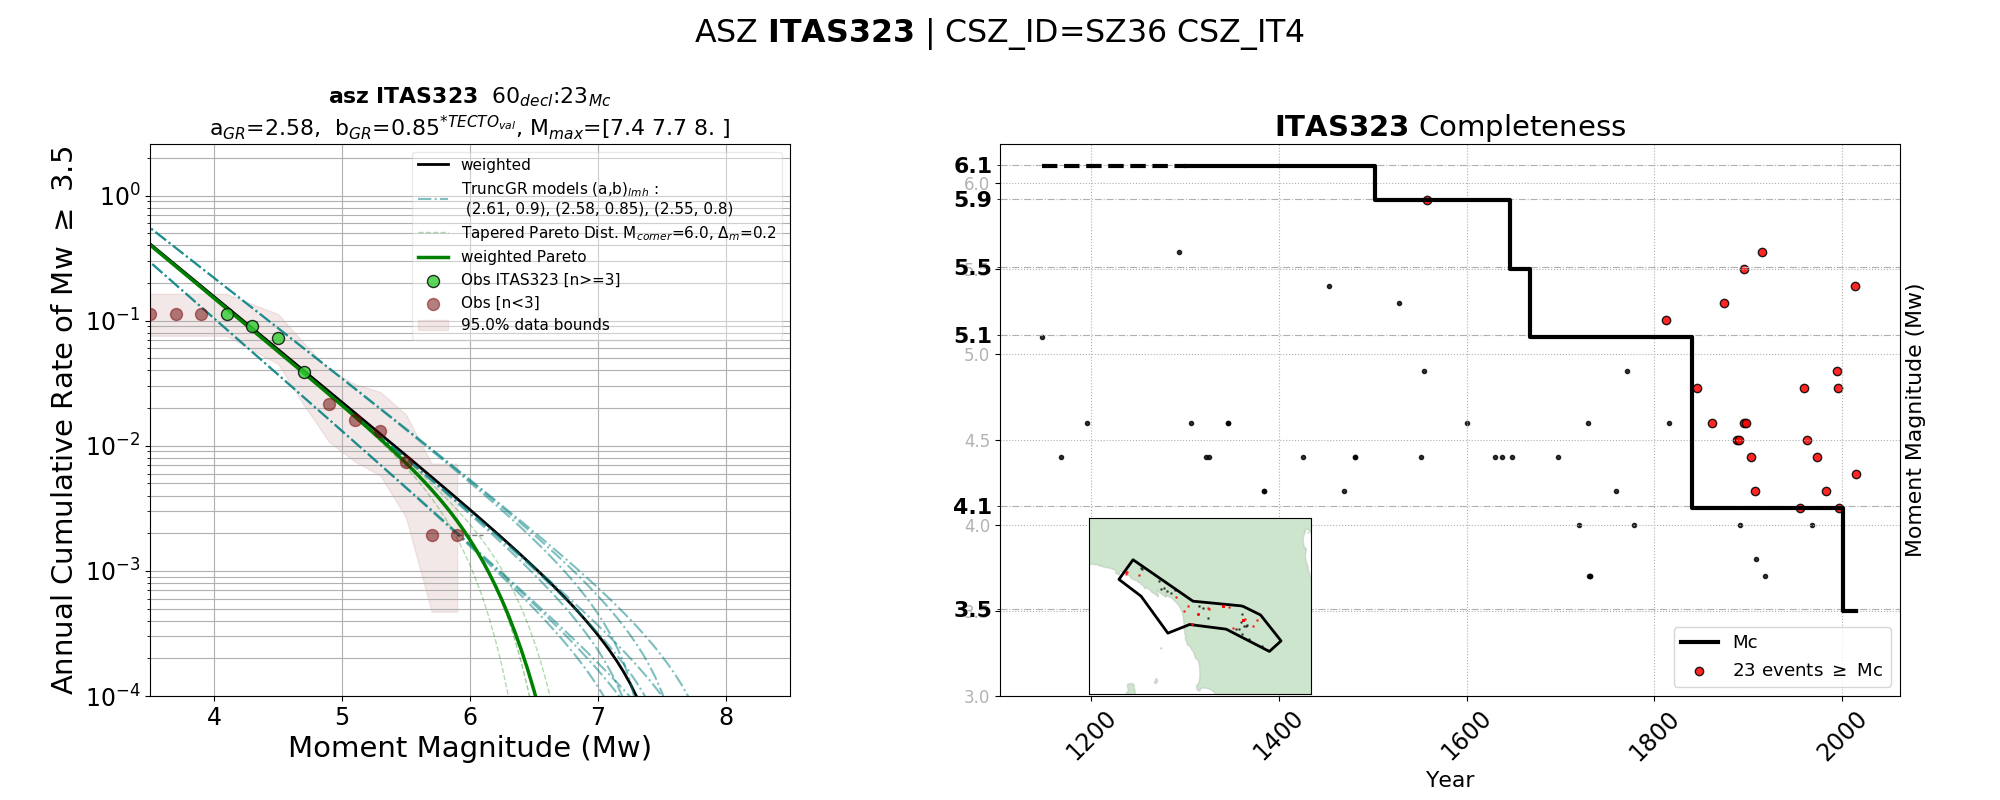 ASZ ITAS323 | CSZ_ID=SZ36 CSZ_IT4
asz ITAS323 60decl:23Mc
aGR=2.58, bGR=0.85*TECTOval, Mmax=[7.4 7.7 8. ]
Annual Cumulative Rate of Mw ≥ 3.5
10^0
10^−1
10^−2
10^−3
10^−4
weighted
TruncGR models (a,b)lmh :
(2.61, 0.9), (2.58, 0.85), (2.55, 0.8)
Tapered Pareto Dist. Mcorner=6.0, Δm=0.2
weighted Pareto
Obs ITAS323 [n>=3]
Obs [n<3]
95.0% data bounds
4 5 6 7 8
Moment Magnitude (Mw)
ITAS323 Completeness
6.1
6.0
5.9
5.5
5.1
5.0
4.5
4.1
4.0
3.5
3.0
Mc
23 events ≥ Mc
1200 1400 1600 1800 2000
Year
Moment Magnitude (Mw)